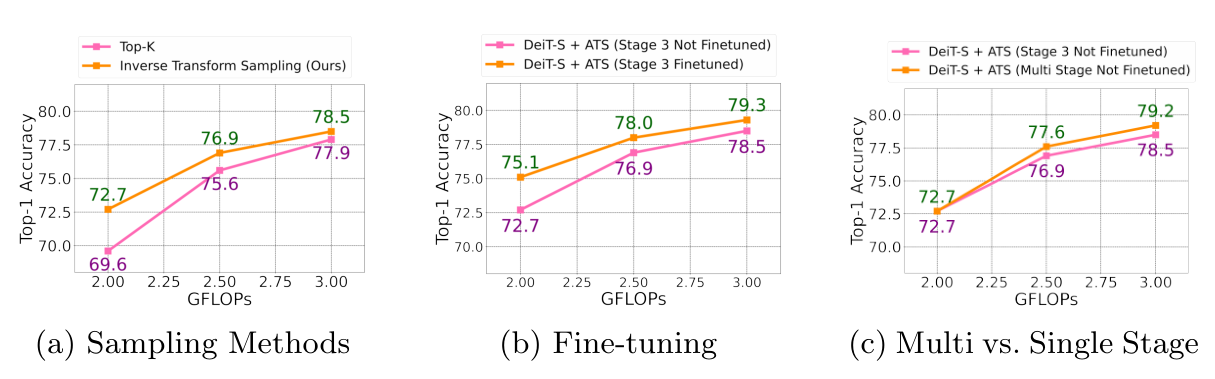 Top-K
Inverse Transform Sampling (Ours)
80.0
77.5
75.0
72.5
70.0
Top-1 Accuracy
72.7
76.9
78.5
69.6
75.6
77.9
2.00 2.25 2.50 2.75 3.00
GFLOPs
(a) Sampling Methods
DeiT-S + ATS (Stage 3 Not Finetuned)
DeiT-S + ATS (Stage 3 Finetuned)
80.0
77.5
75.0
72.5
70.0
Top-1 Accuracy
75.1
78.0
79.3
72.7
76.9
78.5
2.00 2.25 2.50 2.75 3.00
GFLOPs
(b) Fine-tuning
DeiT-S + ATS (Stage 3 Not Finetuned)
DeiT-S + ATS (Multi Stage Not Finetuned)
80.0
77.5
75.0
72.5
70.0
Top-1 Accuracy
72.7
77.6
79.2
72.7
76.9
78.5
2.00 2.25 2.50 2.75 3.00
GFLOPs
(c) Multi vs. Single Stage